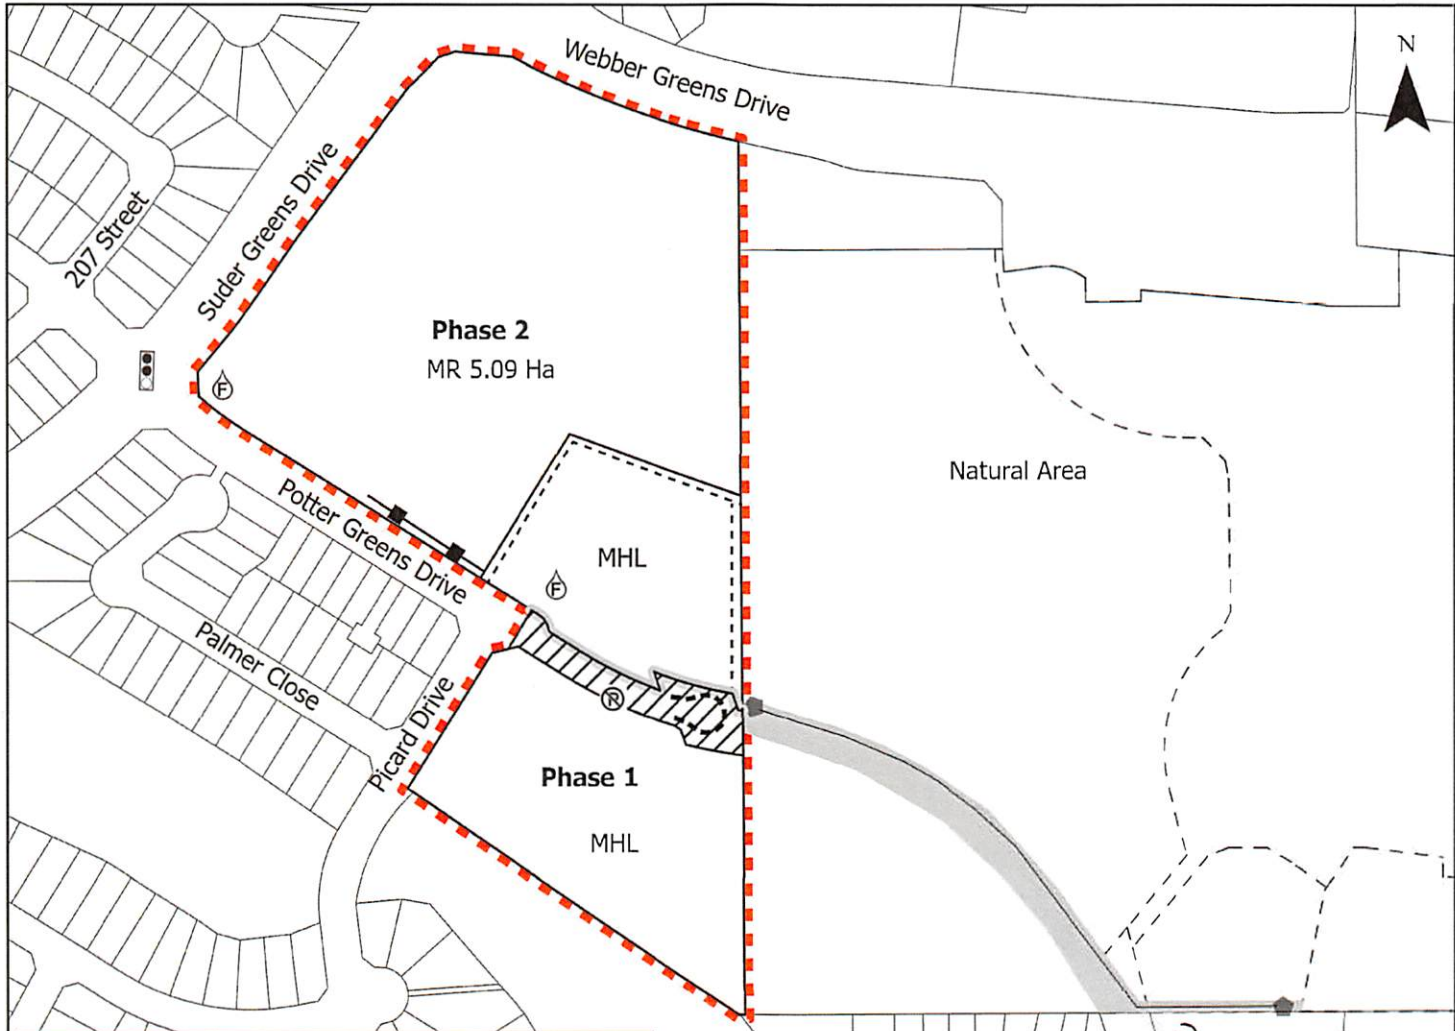 Webber Greens Drive
N
Suder Greens Drive
207 Street
Phase 2
MR 5.09 Ha
F
Natural Area
Potter Greens Drive
MHL
F
Palmer Close
Picard Drive
R
Phase 1
MHL